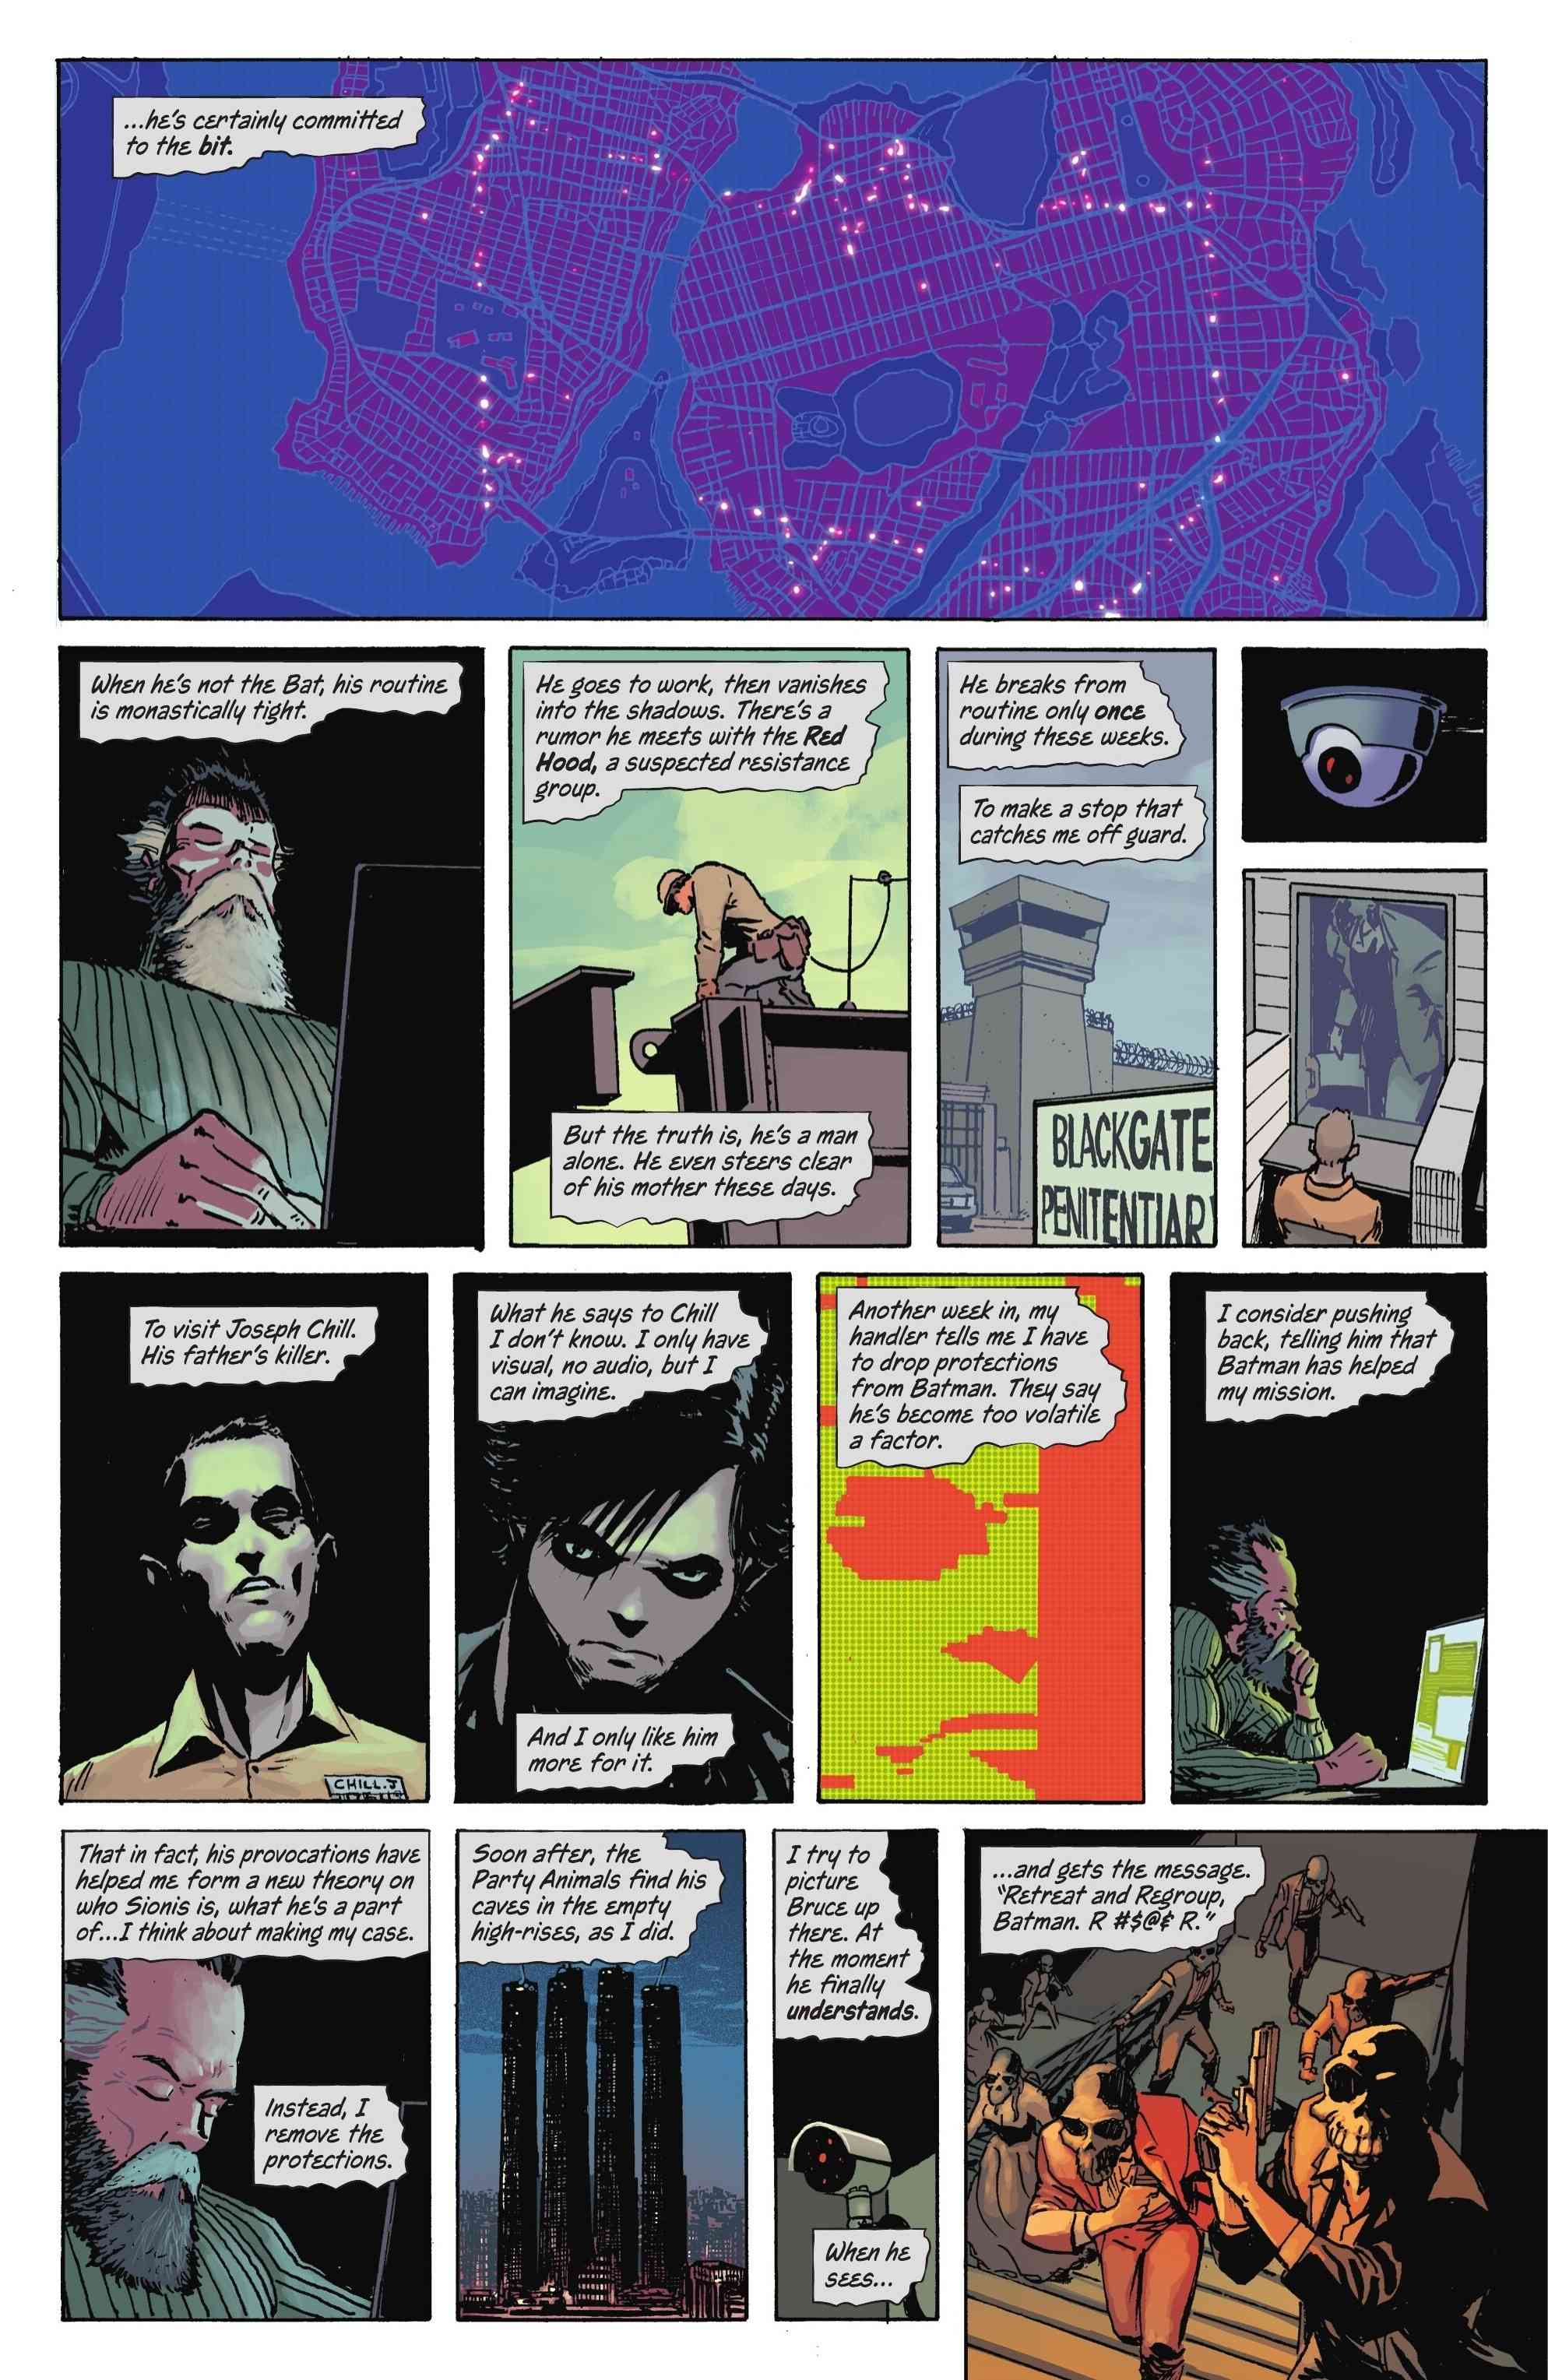 ...he's certainly committed
to the bit.
When he's not the Bat, his routine
is monastically tight.
He goes to work, then vanishes
into the shadows. There's a
rumor he meets with the Red
Hood, a suspected resistance
group.
But the truth is, he's a man
alone. He even steers clear
of his mother these days.
He breaks from
routine only once
during these weeks.
To make a stop that
catches me off guard.
BLACKGATE
PENITENTIARY
To visit Joseph Chill.
His father's killer.
CHILL.J
What he says to Chill
I don't know. I only have
visual, no audio, but I
can imagine.
And I only like him
more for it.
Another week in, my
handler tells me I have
to drop protections
from Batman. They say
he's become too volatile
a factor.
I consider pushing
back, telling him that
Batman has helped
my mission.
That in fact, his provocations have
helped me form a new theory on
who Sionis is, what he's a part
of...I think about making my case.
Instead, I
remove the
protections.
Soon after, the
Party Animals find his
caves in the empty
high-rises, as I did.
I try to
picture
Bruce up
there. At
the moment
he finally
understands.
When he
sees...
...and gets the message.
"Retreat and Regroup,
Batman. R #$@& R."